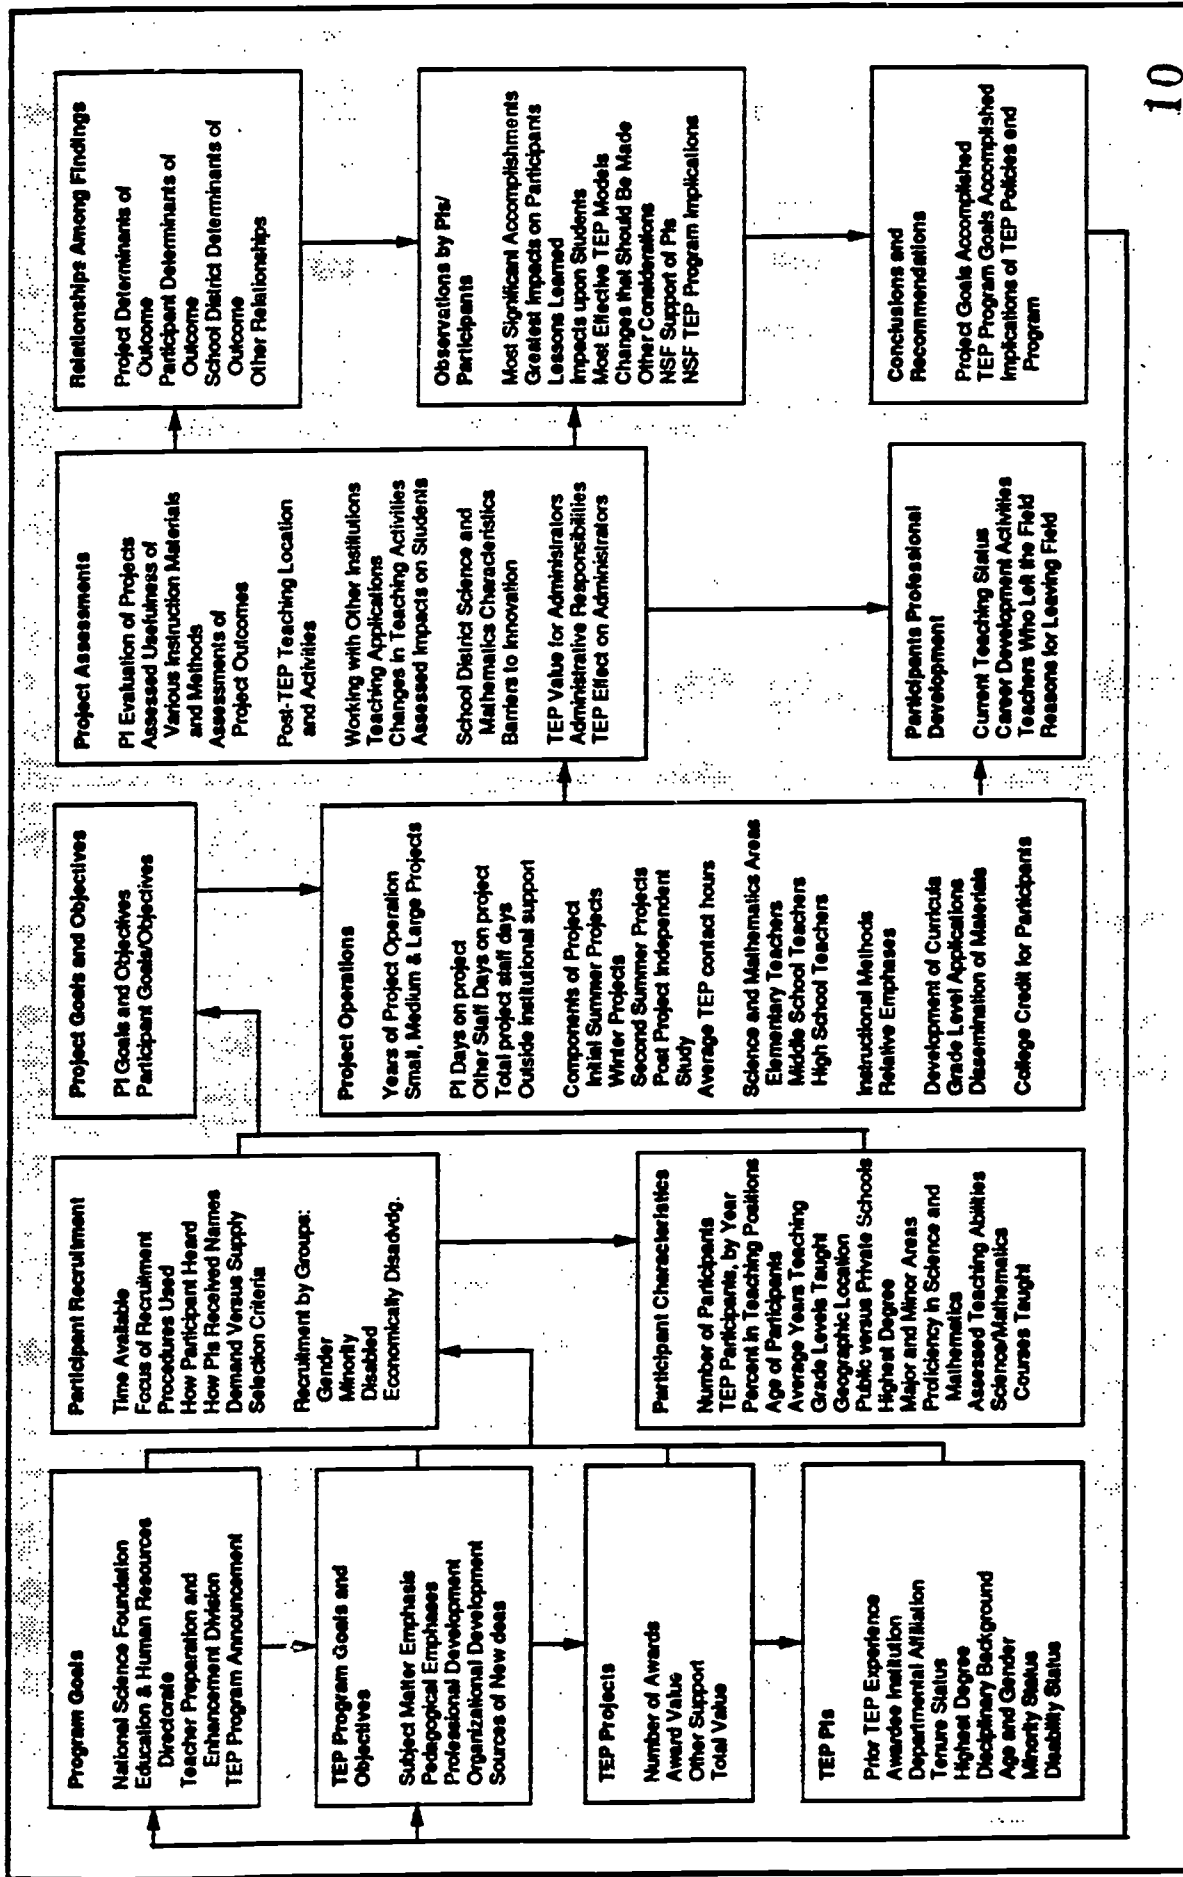 Program Goals
National Science Foundation
Education & Human Resources
Directorate
Teacher Preparation and
Enhancement Division
TEP Program Announcement
TEP Program Goals and
Objectives
Subject Matter Emphasis
Pedagogical Emphases
Professional Development
Organizational Development
Sources of New deas
TEP Projects
Number of Awards
Award Value
Other Support
Total Value
TEP PIs
Prior TEP Experience
Awardee Institution
Departmental Affiliation
Tenure Status
Highest Degree
Disciplinary Background
Age and Gender
Minority Status
Disability Status
Participant Recruitment
Time Available
Focus of Recruitment
Procedures Used
How Participant Heard
How PIs Received Names
Demand Versus Supply
Selection Criteria
Recruitment by Groups:
Gender
Minority
Disabled
Economically Disadvdg.
Participant Characteristics
Number of Participants
TEP Participants, by Year
Percent in Teaching Positions
Age of Participants
Average Years Teaching
Grade Levels Taught
Geographic Location
Public versus Private Schools
Highest Degree
Major and Minor Areas
Proficiency in Science and
Mathematics
Assessed Teaching Abilities
Science/Mathematics
Courses Taught
Project Goals and Objectives
PI Goals and Objectives
Participant Goals/Objectives
Project Operations
Years of Project Operation
Small, Medium & Large Projects
PI Days on project
Other Staff Days on project
Total project staff days
Outside institutional support
Components of Project
Initial Summer Projects
Winter Projects
Second Summer Projects
Post Project Independent
Study
Average TEP contact hours
Science and Mathematics Areas
Elementary Teachers
Middle School Teachers
High School Teachers
Instructional Methods
Relative Emphases
Development of Curricula
Grade Level Applications
Dissemination of Materials
College Credit for Participants
Project Assessments
PI Evaluation of Projects
Assessed Usefulness of
Various Instruction Materials
and Methods
Assessments of
Project Outcomes
Post-TEP Teaching Location
and Activities
Working with Other Institutions
Teaching Applications
Changes in Teaching Activities
Assessed Impacts on Students
School District Science and
Mathematics Characteristics
Barriers to Innovation
TEP Value for Administrators
Administrative Responsibilities
TEP Effect on Administrators
Participants Professional
Development
Current Teaching Status
Career Development Activities
Teachers Who Left the Field
Reasons for Leaving Field
Relationships Among Findings
Project Determinants of
Outcome
Participant Determinants of
Outcome
School District Determinants of
Outcome
Other Relationships
Observations by PIs/
Participants
Most Significant Accomplishments
Greatest Impacts on Participants
Lessons Learned
Impacts upon Students
Most Effective TEP Models
Changes that Should Be Made
Other Considerations
NSF Support of PIs
NSF TEP Program Implications
Conclusions and
Recommendations
Project Goals Accomplished
TEP Program Goals Accomplished
Implications of TEP Policies end
Program
10